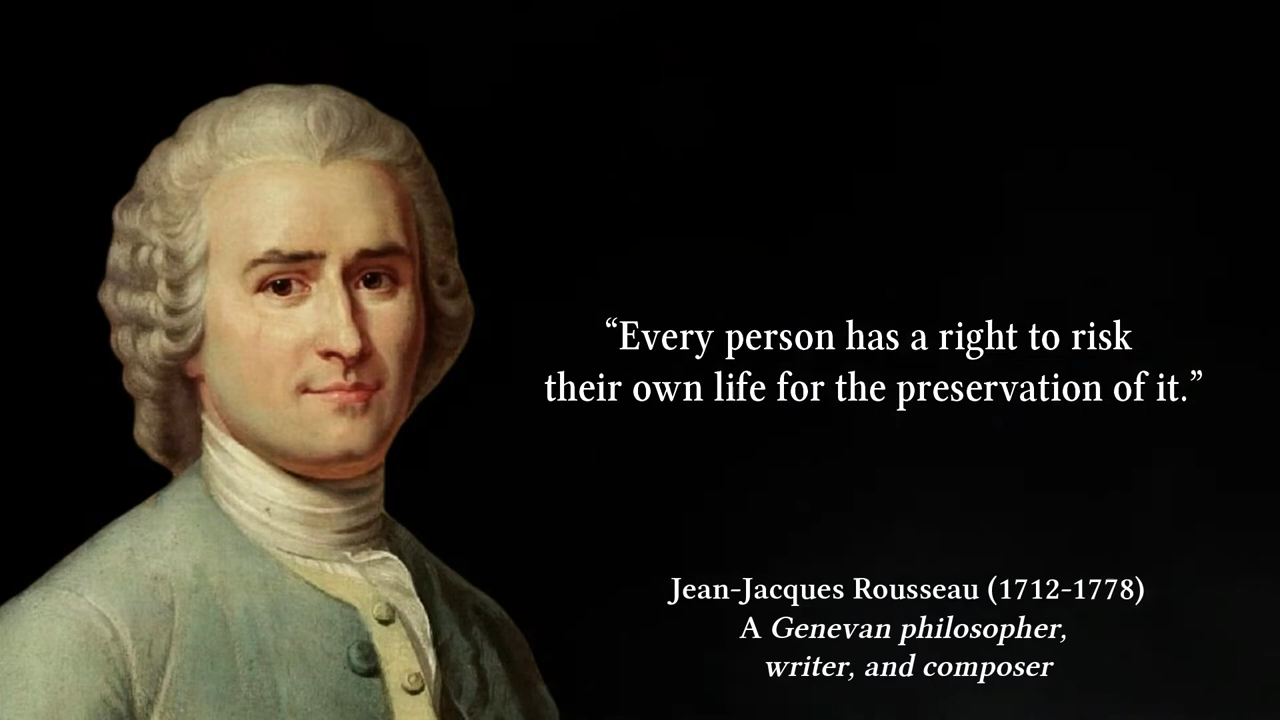 “Every person has a right to risk
their own life for the preservation of it.”
Jean-Jacques Rousseau (1712-1778)
A Genevan philosopher,
writer, and composer